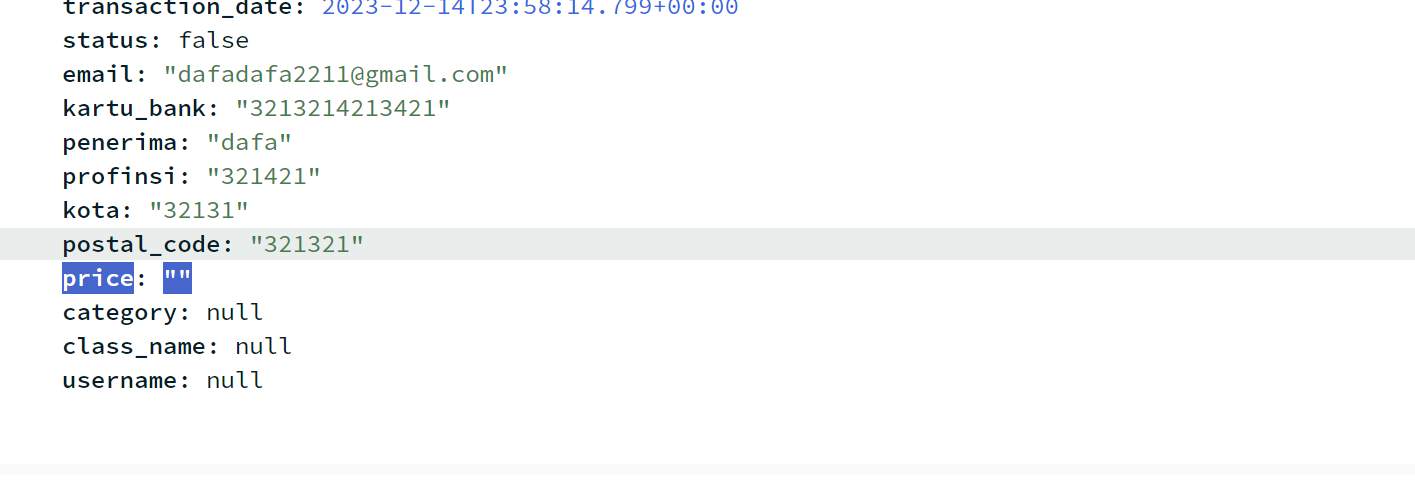 transaction_date: 2023-12-14T23:58:14.799+00:00
status: false
email: "dafadafa2211@gmail.com"
kartu_bank: "3213214213421"
penerima: "dafa"
profinsi: "321421"
kota: "32131"
postal_code: "321321"
price: ""
category: null
class_name: null
username: null